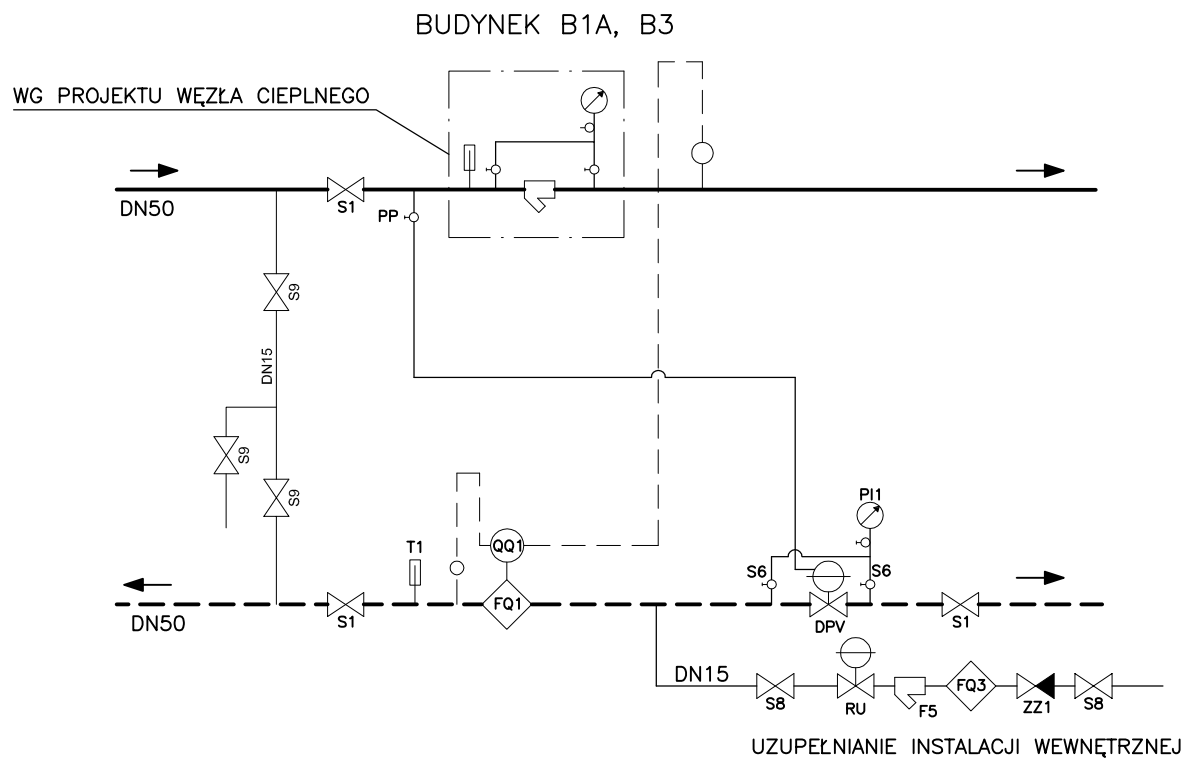 BUDYNEK B1A, B3
WG PROJEKTU WĘZŁA CIEPLNEGO
DN50
S1
PP
S9
DN15
S9
S9
PI1
T1
QQ1
S6
S6
FQ1
DN50
S1
DPV
S1
DN15
S8
RU
F5
FQ3
ZZ1
S8
UZUPEŁNIANIE INSTALACJI WEWNĘTRZNEJ